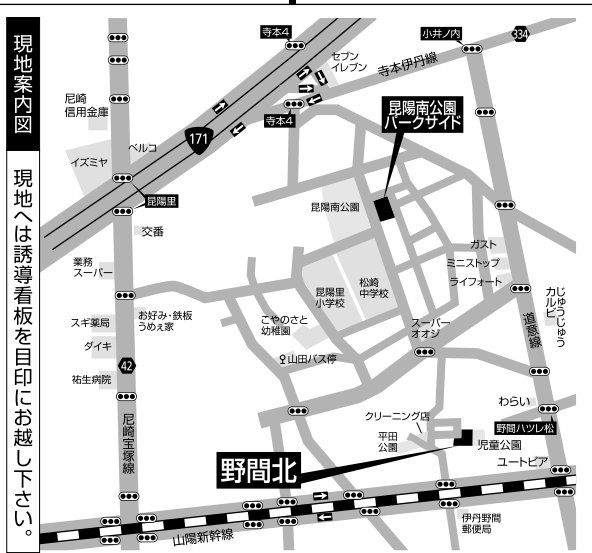 現地案内図
現地へは誘導看板を目印にお越し下さい。
寺本4
小井ノ内
334
セブン
イレブン
寺本伊丹線
尼崎
信用金庫
寺本4
昆陽南公園
パークサイド
171
ベルコ
イズミヤ
昆陽里
昆陽南公園
交番
ガスト
ミニストップ
ライフォート
業務
スーパー
昆陽里
小学校
松崎
中学校
じゅうじゅう
カルビ
道意線
スギ薬局
お好み・鉄板
うめぇ家
こやのさと
幼稚園
スーパー
オオジ
ダイキ
山田バス停
42
祐生病院
わらい
クリーニング店
野間ハツレ松
尼崎宝塚線
平田
公園
児童公園
野間北
ユートピア
伊丹野間
郵便局
山陽新幹線